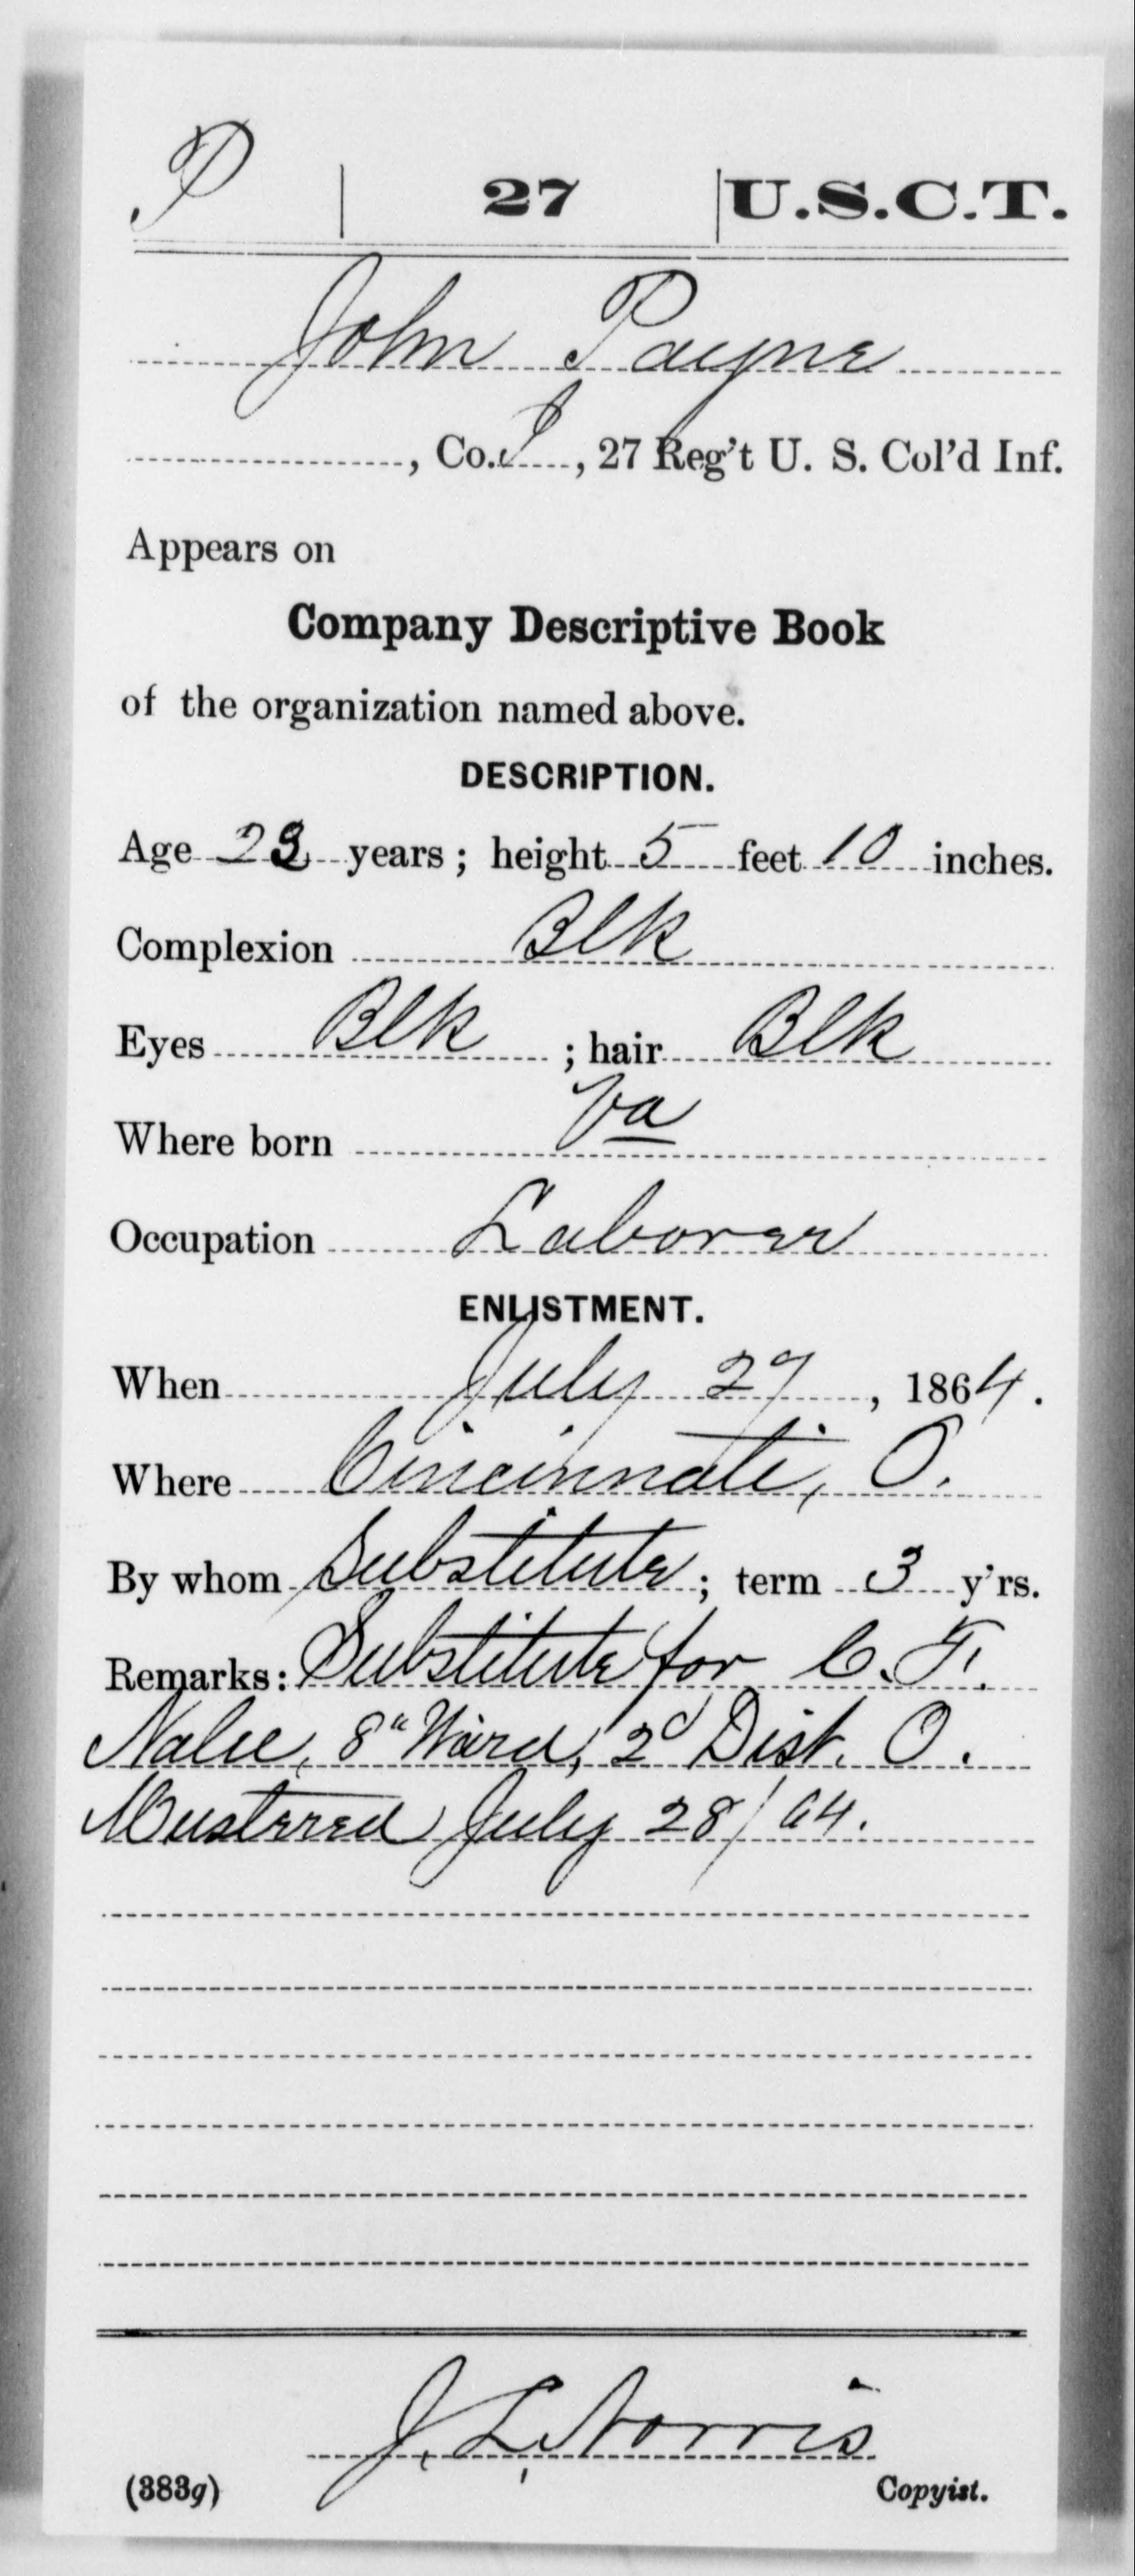 P | 27 | U.S.C.T.
John Payne
, Co. I, 27 Reg't U. S. Col'd Inf.
Appears on
Company Descriptive Book
of the organization named above.
DESCRIPTION.
Age 23 years; height 5 feet 10 inches.
Complexion Blk
Eyes Blk; hair Blk
Where born Va
Occupation Laborer
ENLISTMENT.
When July 27, 1864.
Where Cincinnati, O.
By whom Substitute; term 3 y'rs.
Remarks: Substitute for C. F.
8" Ward, 2d Dist. O.
Mustered July 28/64.
J. L. Norris
(383g) Copyist.